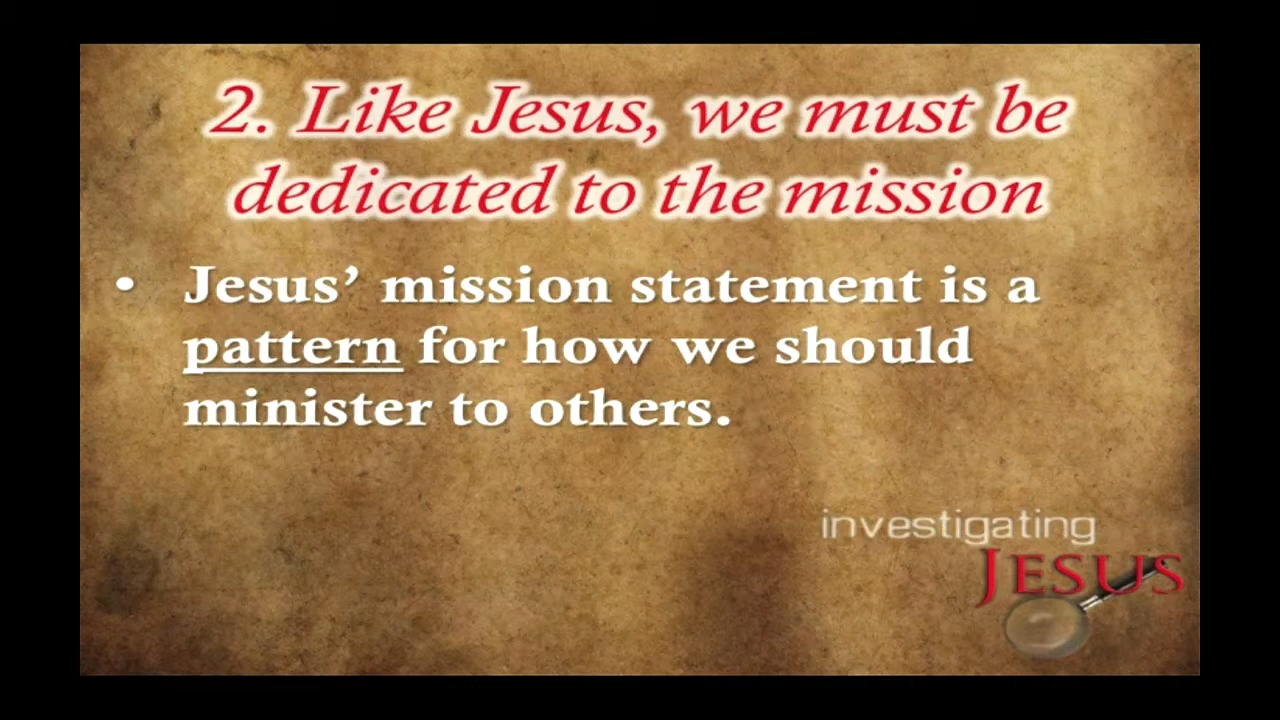 2. Like Jesus, we must be
dedicated to the mission
• Jesus’ mission statement is a
pattern for how we should
minister to others.
investigating
JESUS